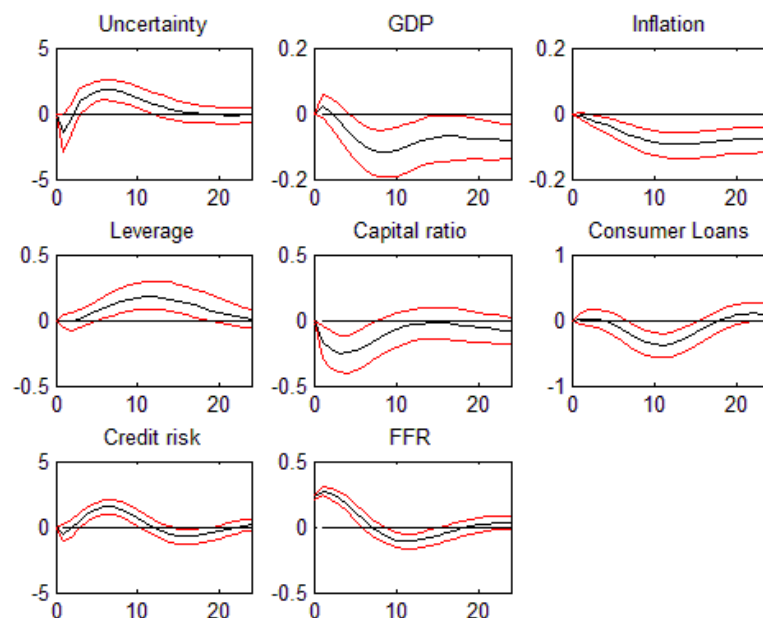 Uncertainty GDP Inflation
5 0.2 0.2
0 0 0
-5 -0.2 -0.2
0 10 20 0 10 20 0 10 20
Leverage Capital ratio Consumer Loans
0.5 0.5 1
0 0 0
-0.5 -0.5 -1
0 10 20 0 10 20 0 10 20
Credit risk FFR
5 0.5
0 0
-5 -0.5
0 10 20 0 10 20